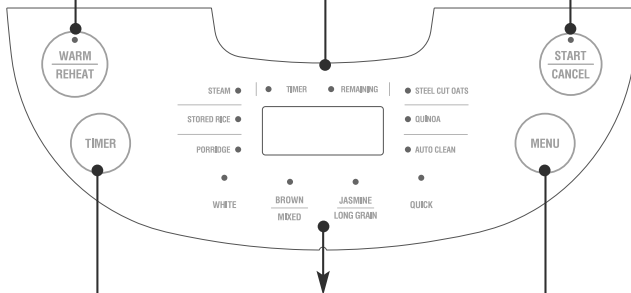 WARM
REHEAT
START
CANCEL
STEAM
TIMER
REMAINING
STEEL CUT OATS
STORED RICE
QUINOA
TIMER
MENU
PORRIDGE
AUTO CLEAN
WHITE
BROWN
MIXED
JASMINE
LONG GRAIN
QUICK